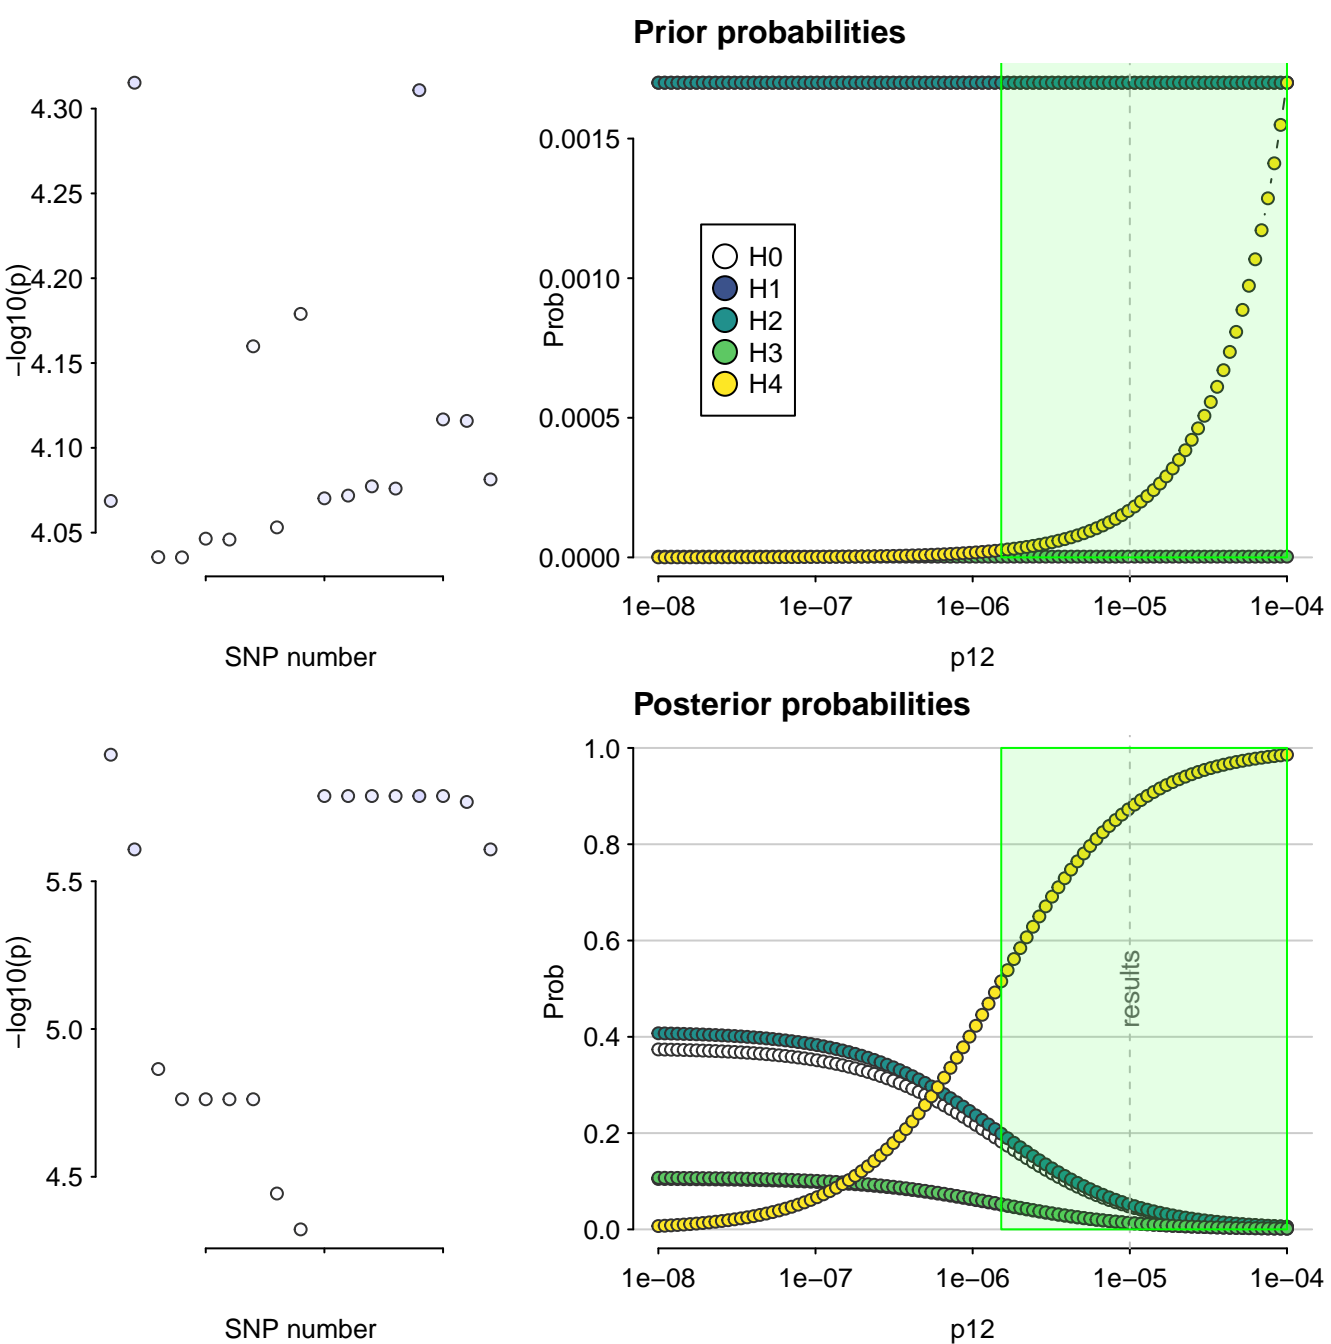 4.30
4.25
4.20
4.15
4.10
4.05
−log10(p)
SNP number
Prior probabilities
0.0015
0.0010
0.0005
0.0000
Prob
H0
H1
H2
H3
H4
1e−08 1e−07 1e−06 1e−05 1e−04
p12
5.5
5.0
4.5
−log10(p)
SNP number
Posterior probabilities
1.0
0.8
0.6
0.4
0.2
0.0
Prob
results
1e−08 1e−07 1e−06 1e−05 1e−04
p12